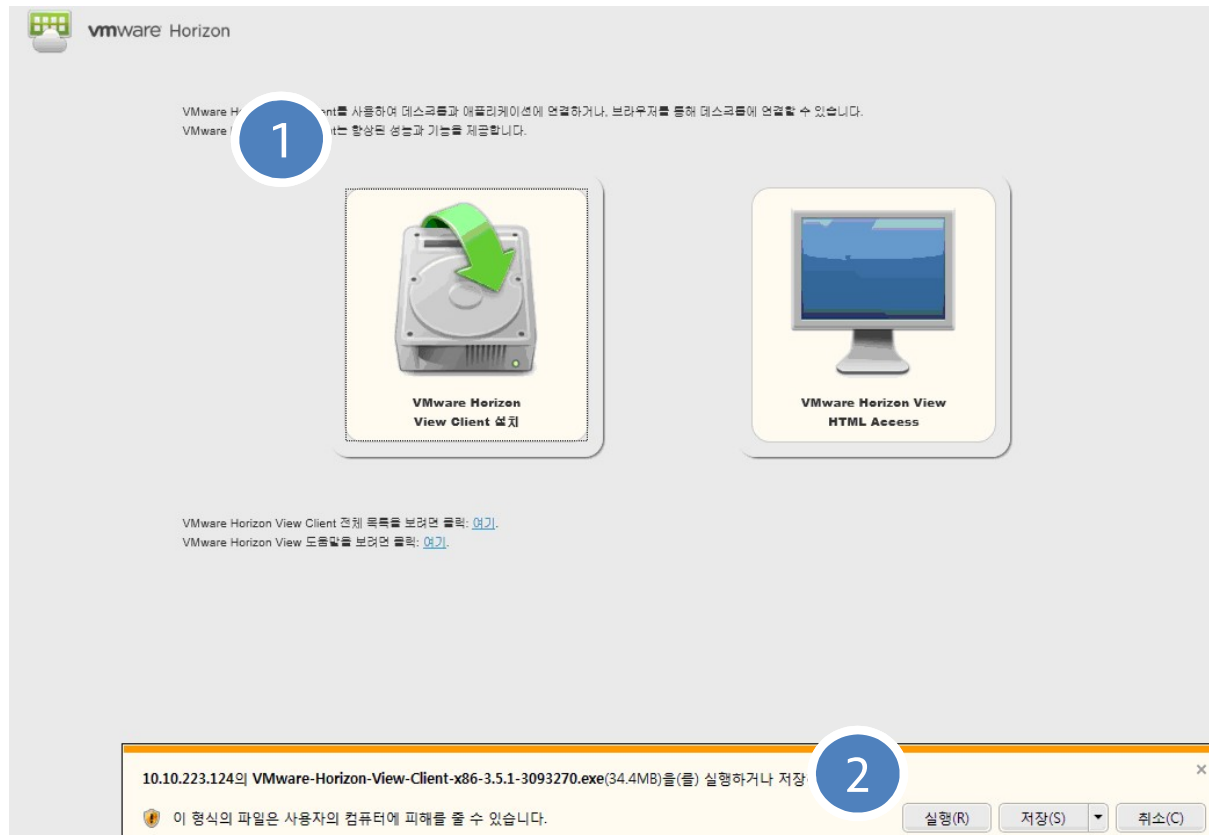 vmware Horizon
VMware 를 사용하여 데스크톱과 애플리케이션에 연결하거나, 브라우저를 통해 데스크톱에 연결할 수 있습니다.
VMware 는 향상된 성능과 기능을 제공합니다.
1
VMware Horizon
View Client 설치
VMware Horizon View
HTML Access
VMware Horizon View Client 전체 목록을 보려면 클릭: 여기.
VMware Horizon View 도움말을 보려면 클릭: 여기.
2
10.10.223.124의 VMware-Horizon-View-Client-x86-3.5.1-3093270.exe(34.4MB)을(를) 실행하거나
이 형식의 파일은 사용자의 컴퓨터에 피해를 줄 수 있습니다.
실행(R) 저장(S) 취소(C)